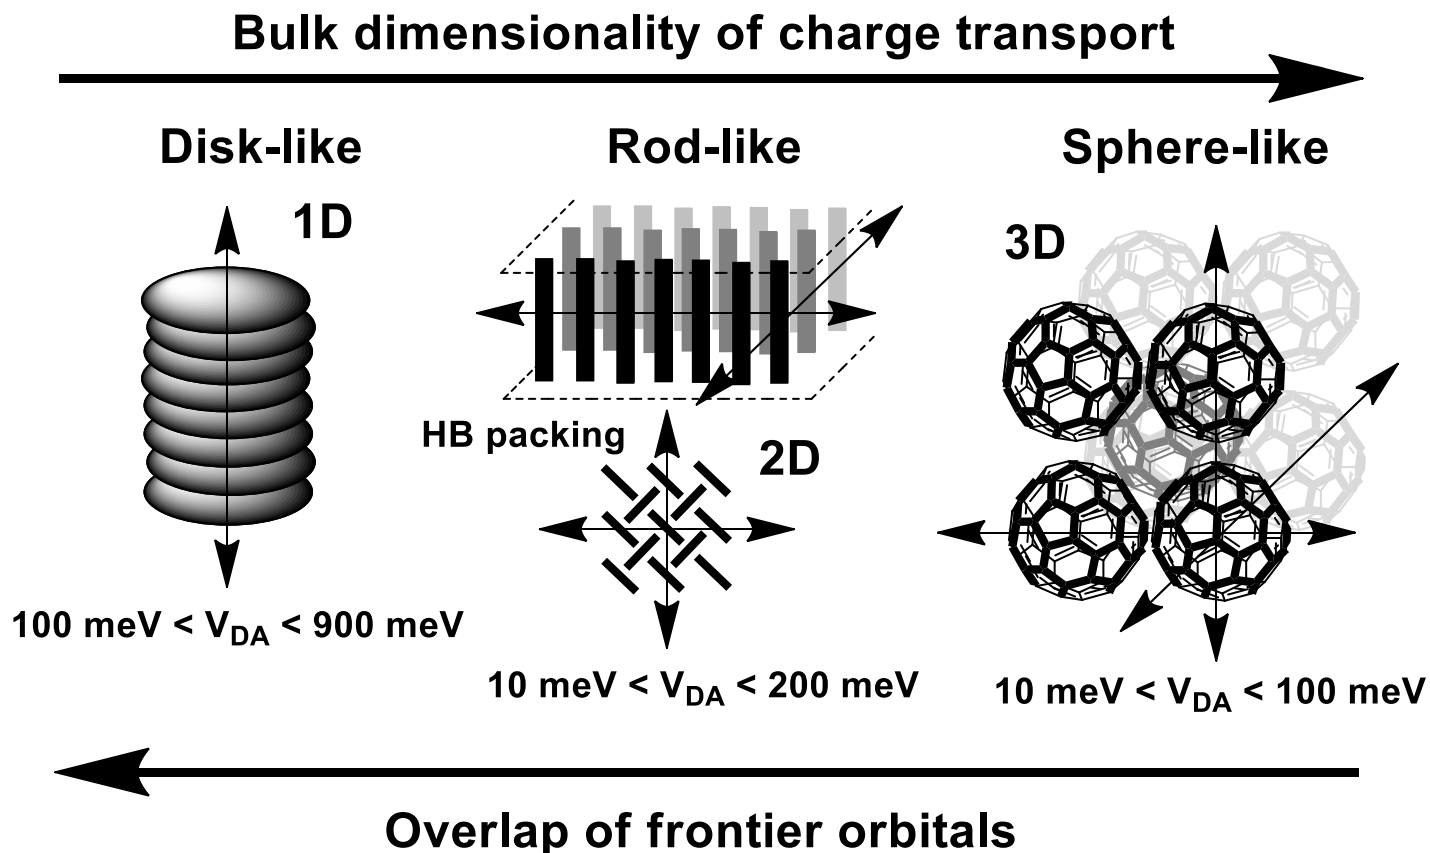 Bulk dimensionality of charge transport
Disk-like
Rod-like
Sphere-like
1D
3D
HB packing
2D
100 meV < V_DA < 900 meV
10 meV < V_DA < 200 meV
10 meV < V_DA < 100 meV
Overlap of frontier orbitals